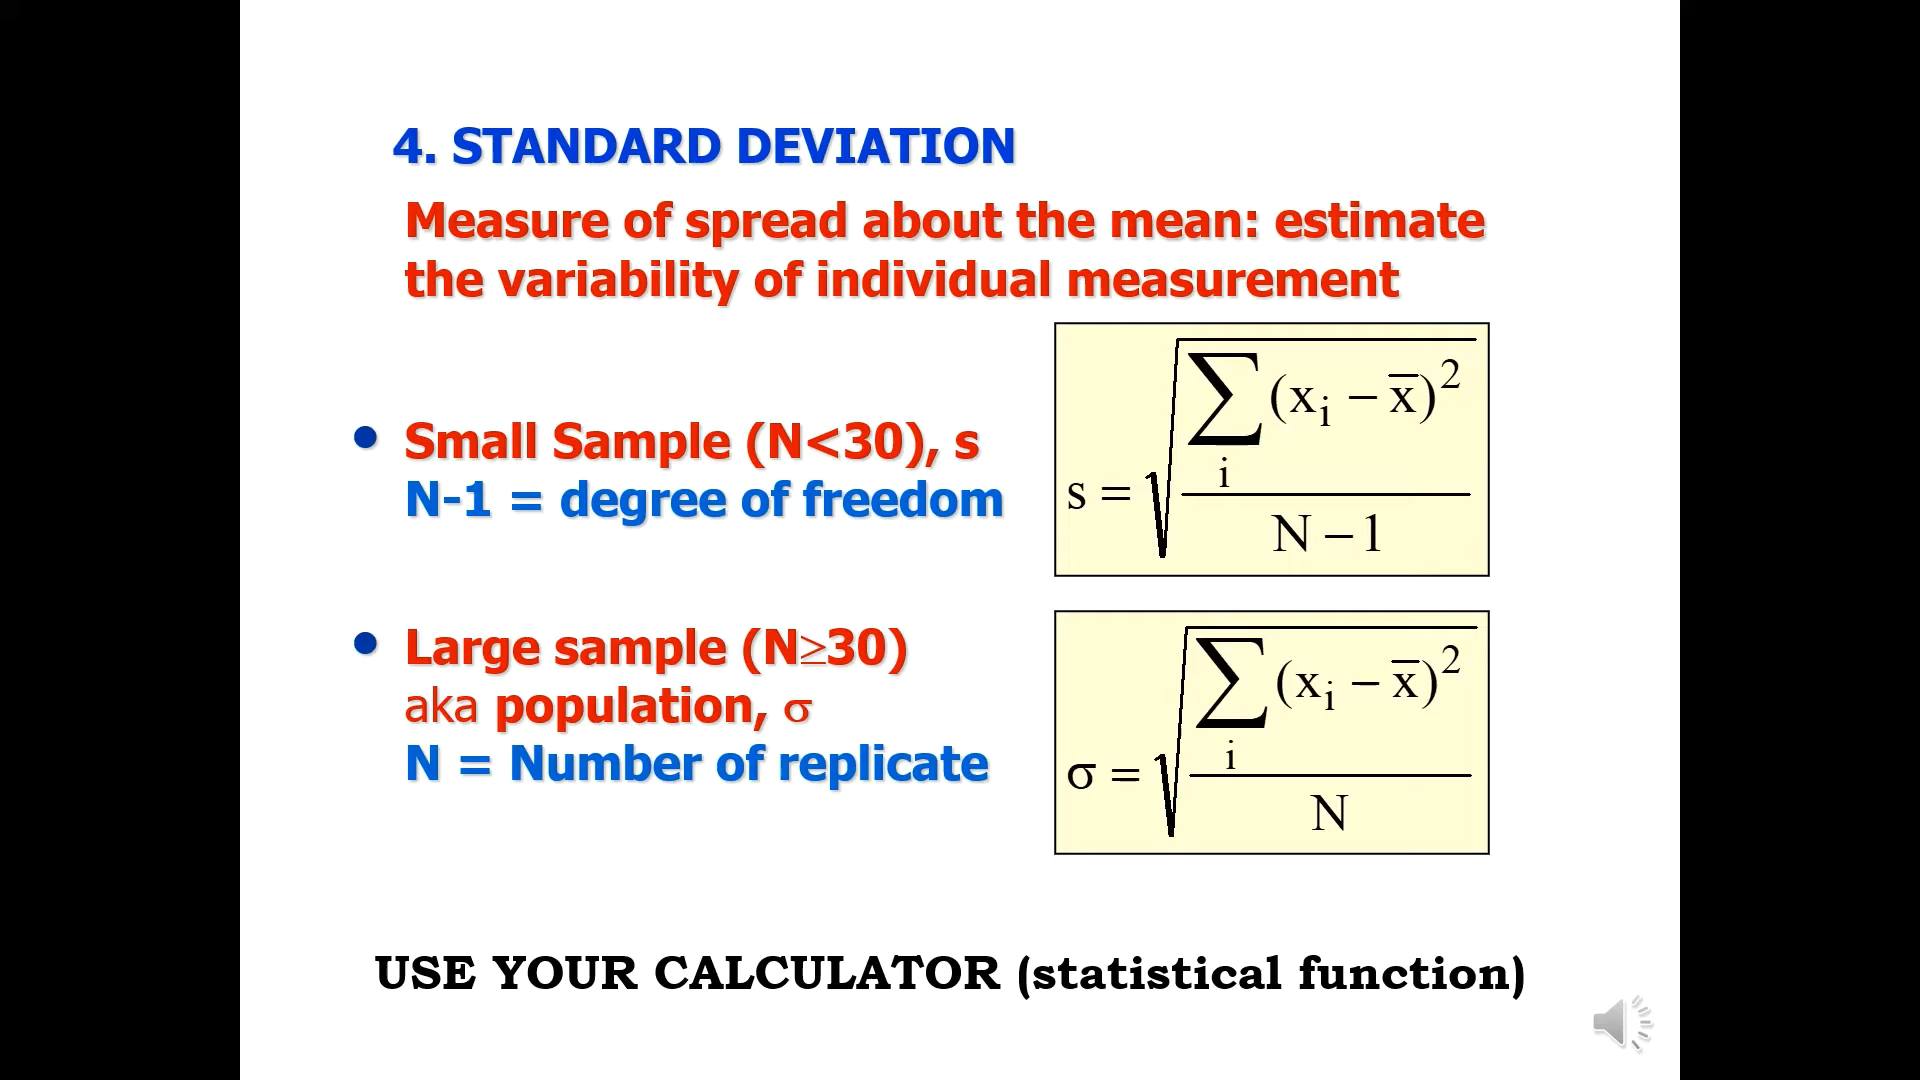 4. STANDARD DEVIATION
Measure of spread about the mean: estimate
the variability of individual measurement
• Small Sample (N<30), s
N-1 = degree of freedom
s = √(∑i (xi − x̅)² / (N − 1))
• Large sample (N≥30)
aka population, σ
N = Number of replicate
σ = √(∑i (xi − x̅)² / N)
USE YOUR CALCULATOR (statistical function)